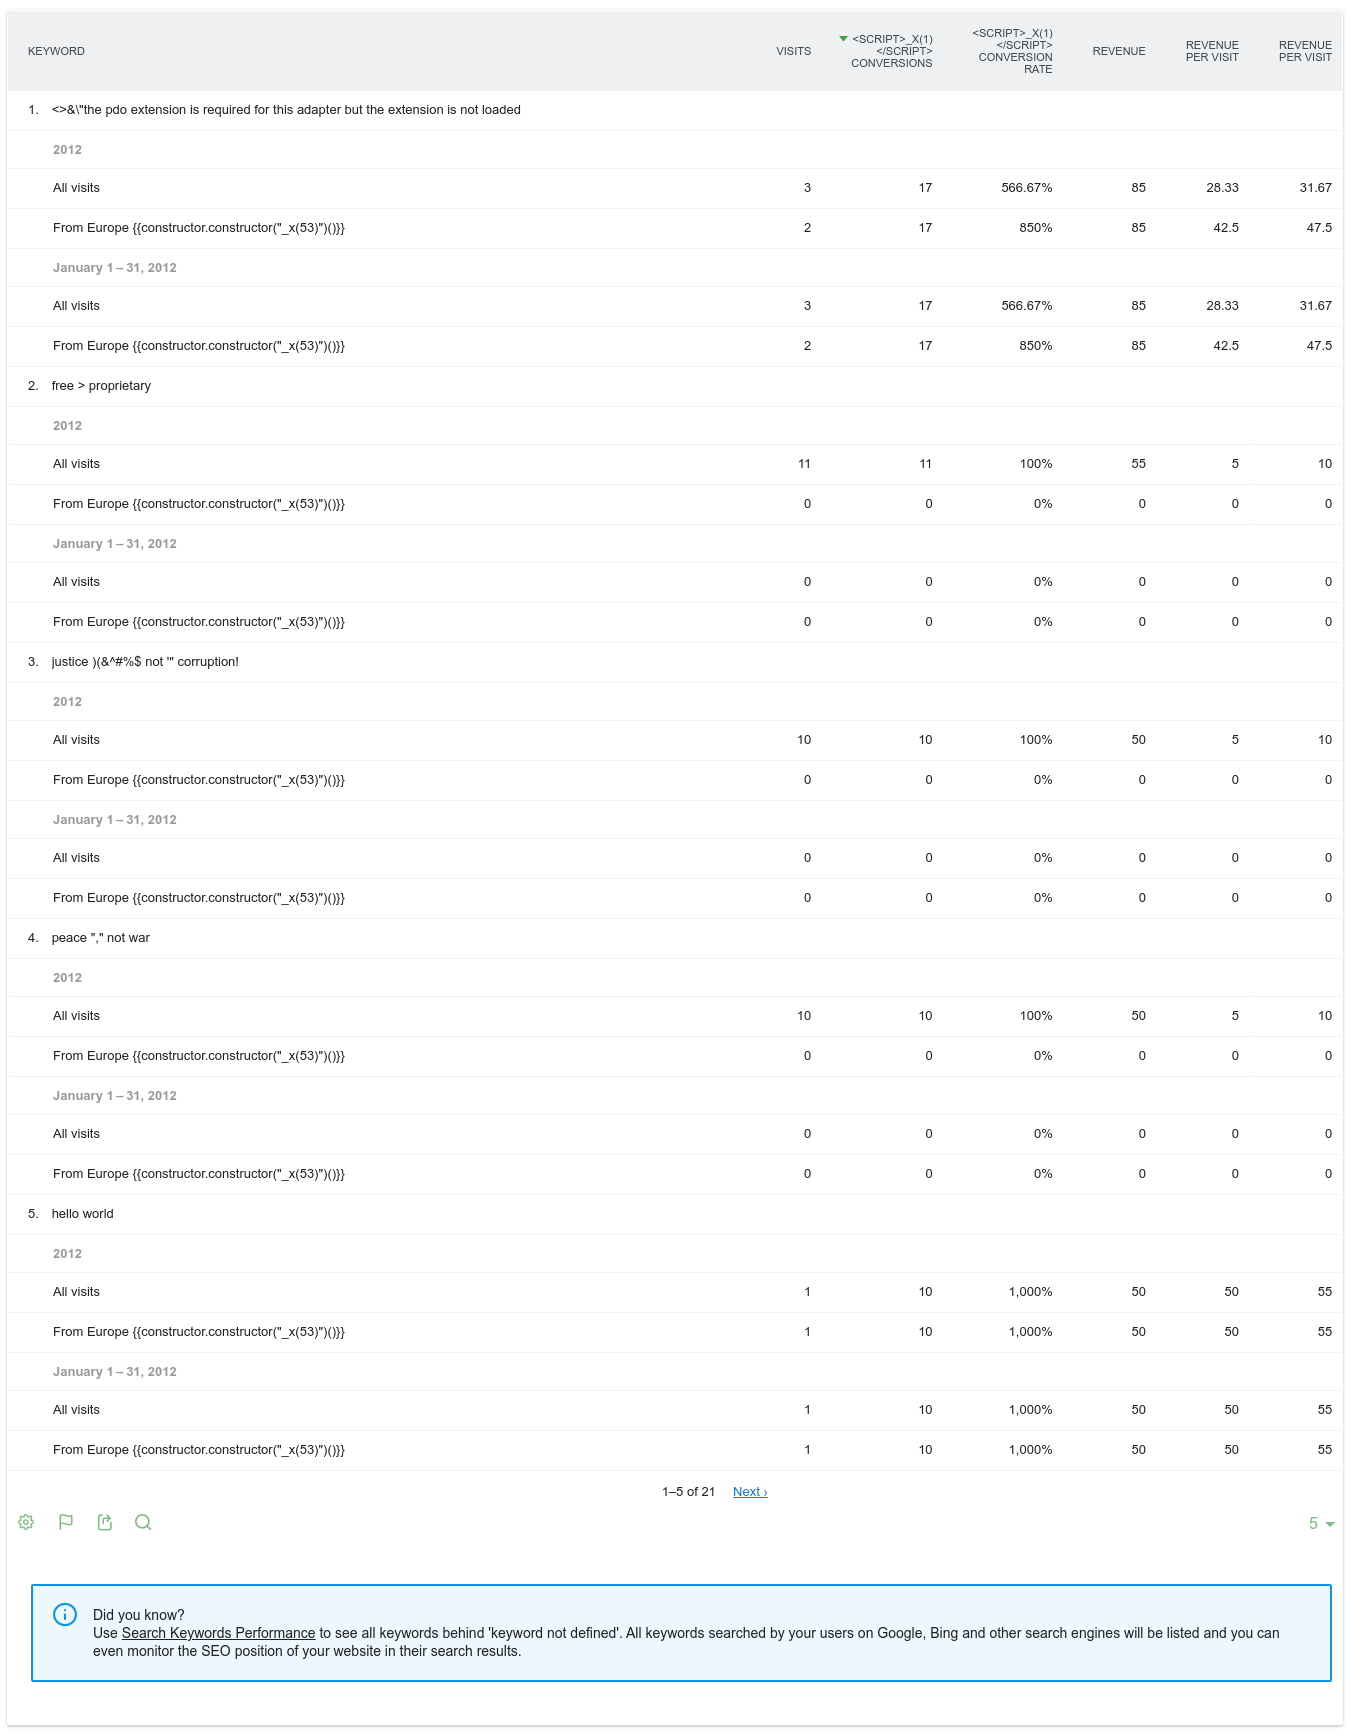 KEYWORD VISITS <SCRIPT>_X(1) </SCRIPT> CONVERSIONS <SCRIPT>_X(1) </SCRIPT> CONVERSION RATE REVENUE REVENUE PER VISIT REVENUE PER VISIT
1. <>&\"the pdo extension is required for this adapter but the extension is not loaded
2012
All visits 3 17 566.67% 85 28.33 31.67
From Europe {{constructor.constructor("_x(53)")()}} 2 17 850% 85 42.5 47.5
January 1 – 31, 2012
All visits 3 17 566.67% 85 28.33 31.67
From Europe {{constructor.constructor("_x(53)")()}} 2 17 850% 85 42.5 47.5
2. free > proprietary
2012
All visits 11 11 100% 55 5 10
From Europe {{constructor.constructor("_x(53)")()}} 0 0 0% 0 0 0
January 1 – 31, 2012
All visits 0 0 0% 0 0 0
From Europe {{constructor.constructor("_x(53)")()}} 0 0 0% 0 0 0
3. justice )(&^#%$ not '" corruption!
2012
All visits 10 10 100% 50 5 10
From Europe {{constructor.constructor("_x(53)")()}} 0 0 0% 0 0 0
January 1 – 31, 2012
All visits 0 0 0% 0 0 0
From Europe {{constructor.constructor("_x(53)")()}} 0 0 0% 0 0 0
4. peace "," not war
2012
All visits 10 10 100% 50 5 10
From Europe {{constructor.constructor("_x(53)")()}} 0 0 0% 0 0 0
January 1 – 31, 2012
All visits 0 0 0% 0 0 0
From Europe {{constructor.constructor("_x(53)")()}} 0 0 0% 0 0 0
5. hello world
2012
All visits 1 10 1,000% 50 50 55
From Europe {{constructor.constructor("_x(53)")()}} 1 10 1,000% 50 50 55
January 1 – 31, 2012
All visits 1 10 1,000% 50 50 55
From Europe {{constructor.constructor("_x(53)")()}} 1 10 1,000% 50 50 55
1–5 of 21 Next ›
5
Did you know?
Use Search Keywords Performance to see all keywords behind 'keyword not defined'. All keywords searched by your users on Google, Bing and other search engines will be listed and you can
even monitor the SEO position of your website in their search results.